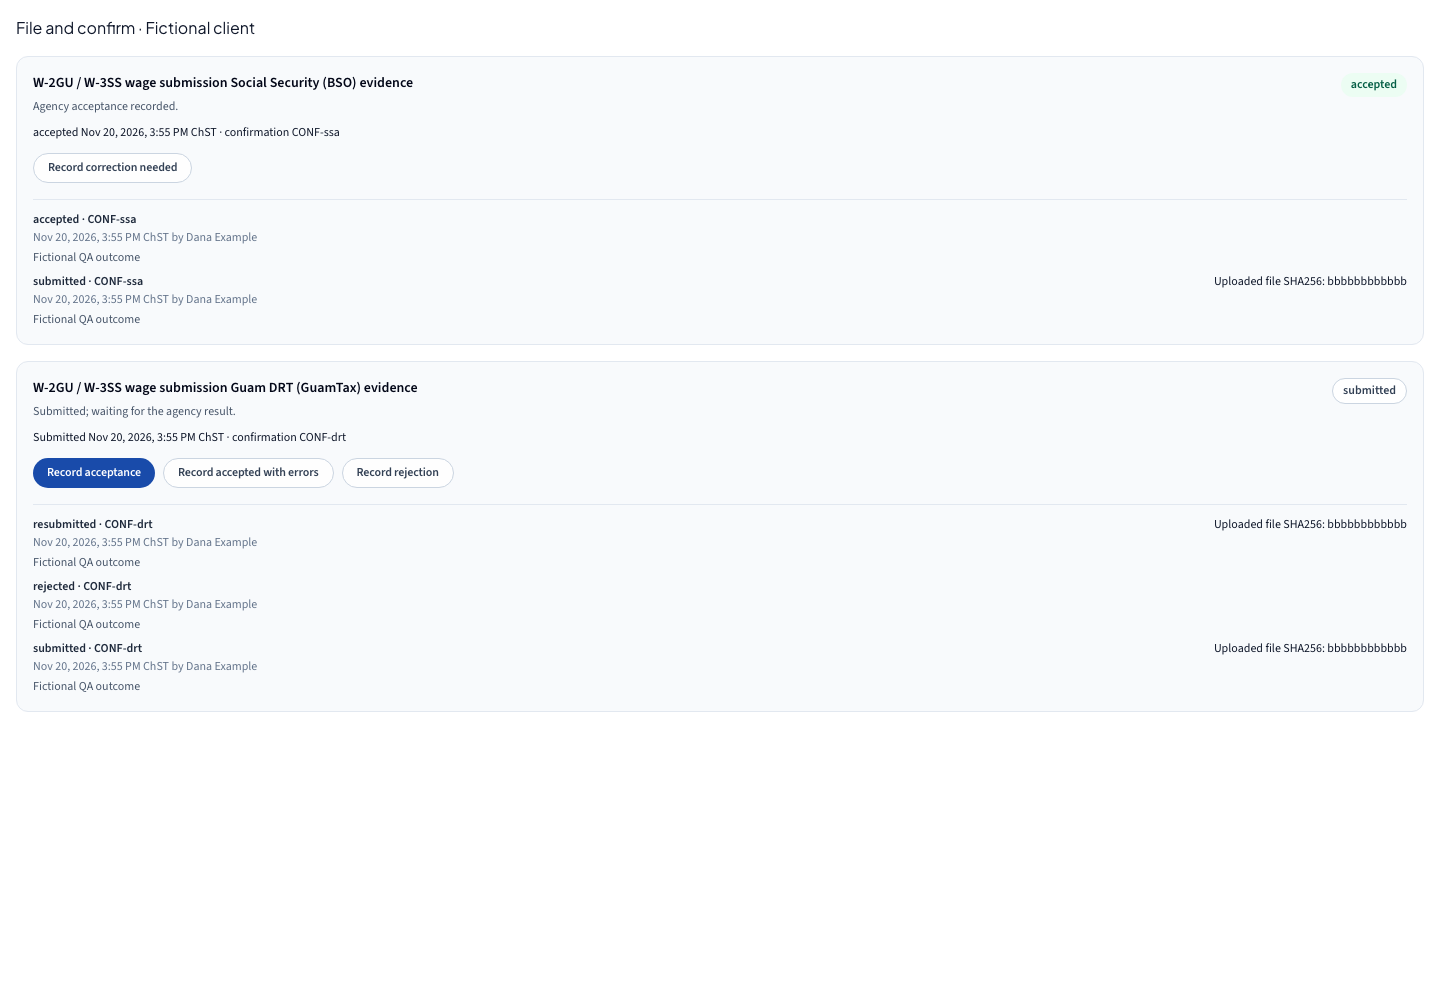 File and confirm · Fictional client
W-2GU / W-3SS wage submission Social Security (BSO) evidence
accepted
Agency acceptance recorded.
accepted Nov 20, 2026, 3:55 PM ChST · confirmation CONF-ssa
Record correction needed
accepted · CONF-ssa
Nov 20, 2026, 3:55 PM ChST by Dana Example
Fictional QA outcome
submitted · CONF-ssa
Uploaded file SHA256: bbbbbbbbbbbb
Nov 20, 2026, 3:55 PM ChST by Dana Example
Fictional QA outcome
W-2GU / W-3SS wage submission Guam DRT (GuamTax) evidence
submitted
Submitted; waiting for the agency result.
Submitted Nov 20, 2026, 3:55 PM ChST · confirmation CONF-drt
Record acceptance
Record accepted with errors
Record rejection
resubmitted · CONF-drt
Uploaded file SHA256: bbbbbbbbbbbb
Nov 20, 2026, 3:55 PM ChST by Dana Example
Fictional QA outcome
rejected · CONF-drt
Nov 20, 2026, 3:55 PM ChST by Dana Example
Fictional QA outcome
submitted · CONF-drt
Uploaded file SHA256: bbbbbbbbbbbb
Nov 20, 2026, 3:55 PM ChST by Dana Example
Fictional QA outcome